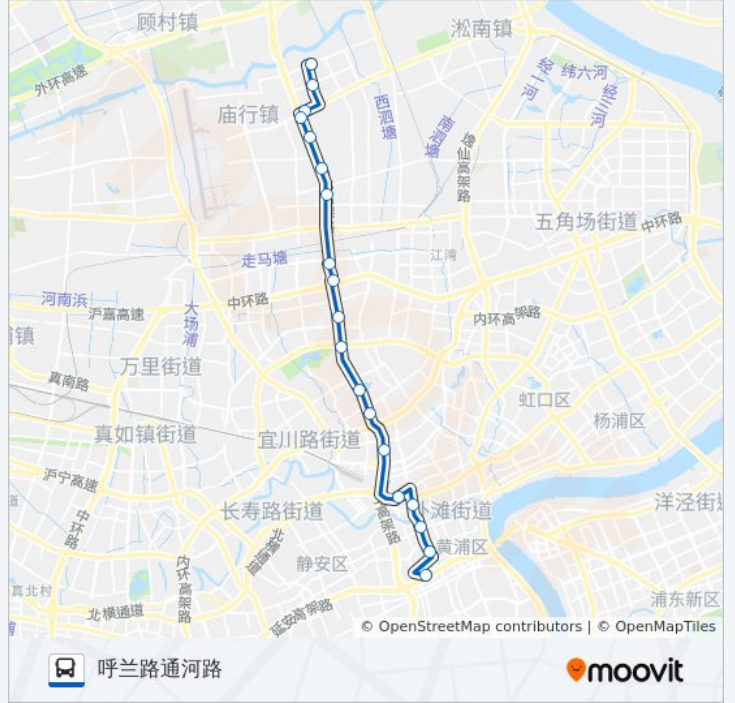 顾村镇
淞南镇
外环高速
纬六河
经一河
经三河
庙行镇
西泗塘
南泗塘
逸仙高架路
五角场街道
中环路
走马塘
江湾
河南浜
沪嘉高速
中环路
大场浦
内环高架路
镇
万里街道
真南路
虹口区
杨浦区
真如镇街道
宜川路街道
沪宁高速
长寿路街道
外滩街道
洋泾街道
中环路
高架路
北横通道
黄浦区
静安区
内环高架路
真北村
北横通道
延安高架路
浦东新区
© OpenStreetMap contributors | © OpenMapTiles
呼兰路通河路
moovit